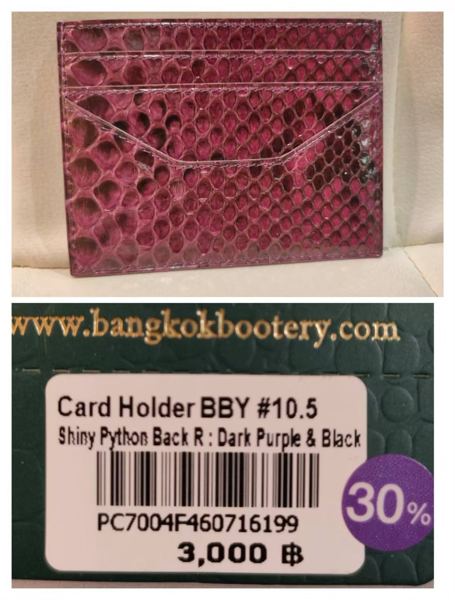 www.bangkokbootery.com
Card Holder BBY #10.5
Shiny Python Back R : Dark Purple & Black
PC7004F460716199
30%
3,000 ฿